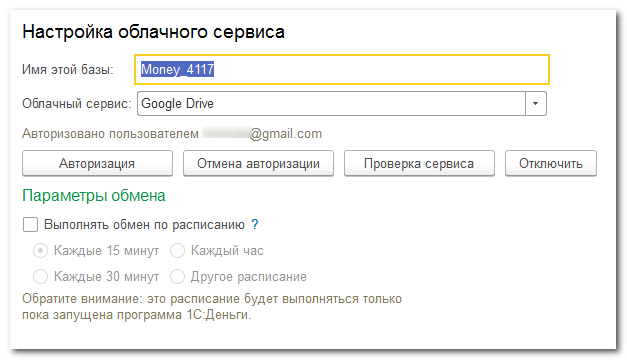 Настройка облачного сервиса
Имя этой базы: Money_4117
Облачный сервис: Google Drive
Авторизовано пользователем @gmail.com
Авторизация Отмена авторизации Проверка сервиса Отключить
Параметры обмена
Выполнять обмен по расписанию ?
Каждые 15 минут Каждый час
Каждые 30 минут Другое расписание
Обратите внимание: это расписание будет выполняться только
пока запущена программа 1С:Деньги.